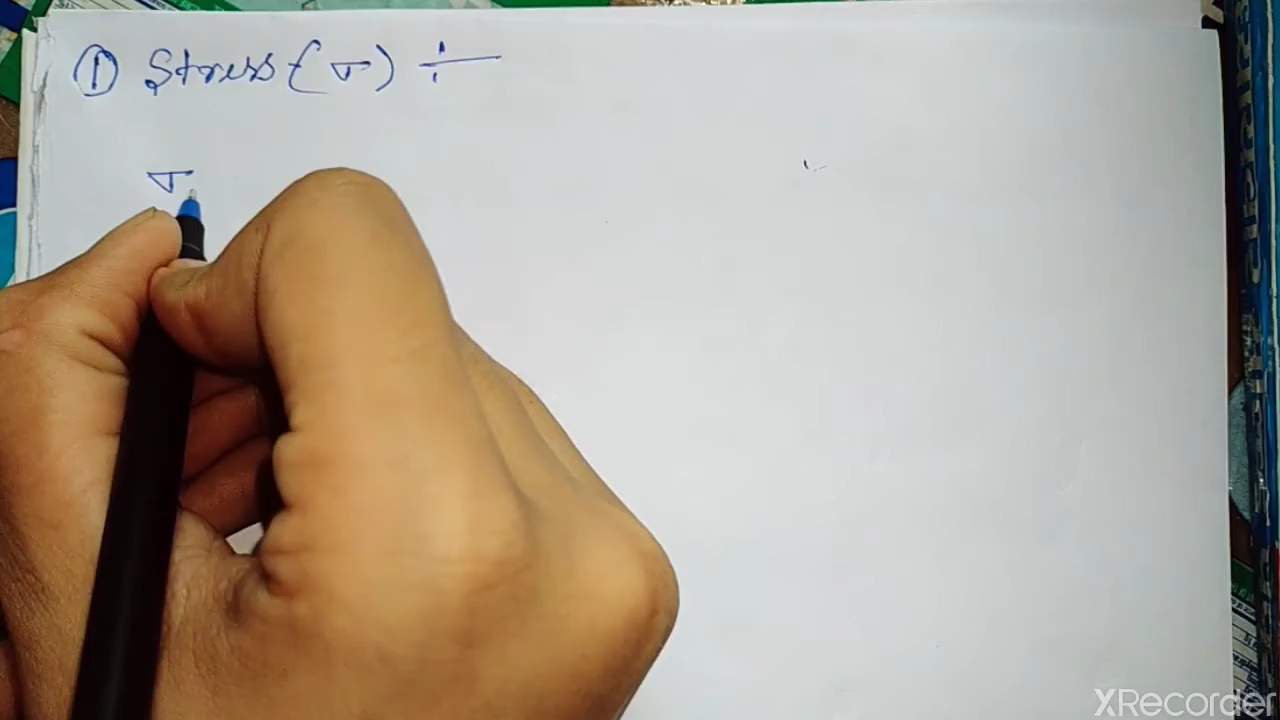 ① Stress (σ) ÷
σ
XRecorder